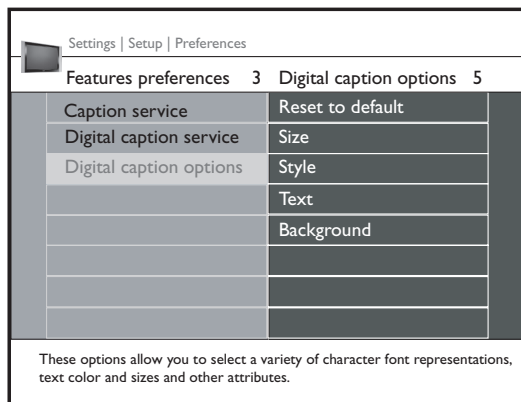 Settings | Setup | Preferences
Features preferences 3 Digital caption options 5
Caption service Reset to default
Digital caption service Size
Digital caption options Style
Text
Background
These options allow you to select a variety of character font representations,
text color and sizes and other attributes.